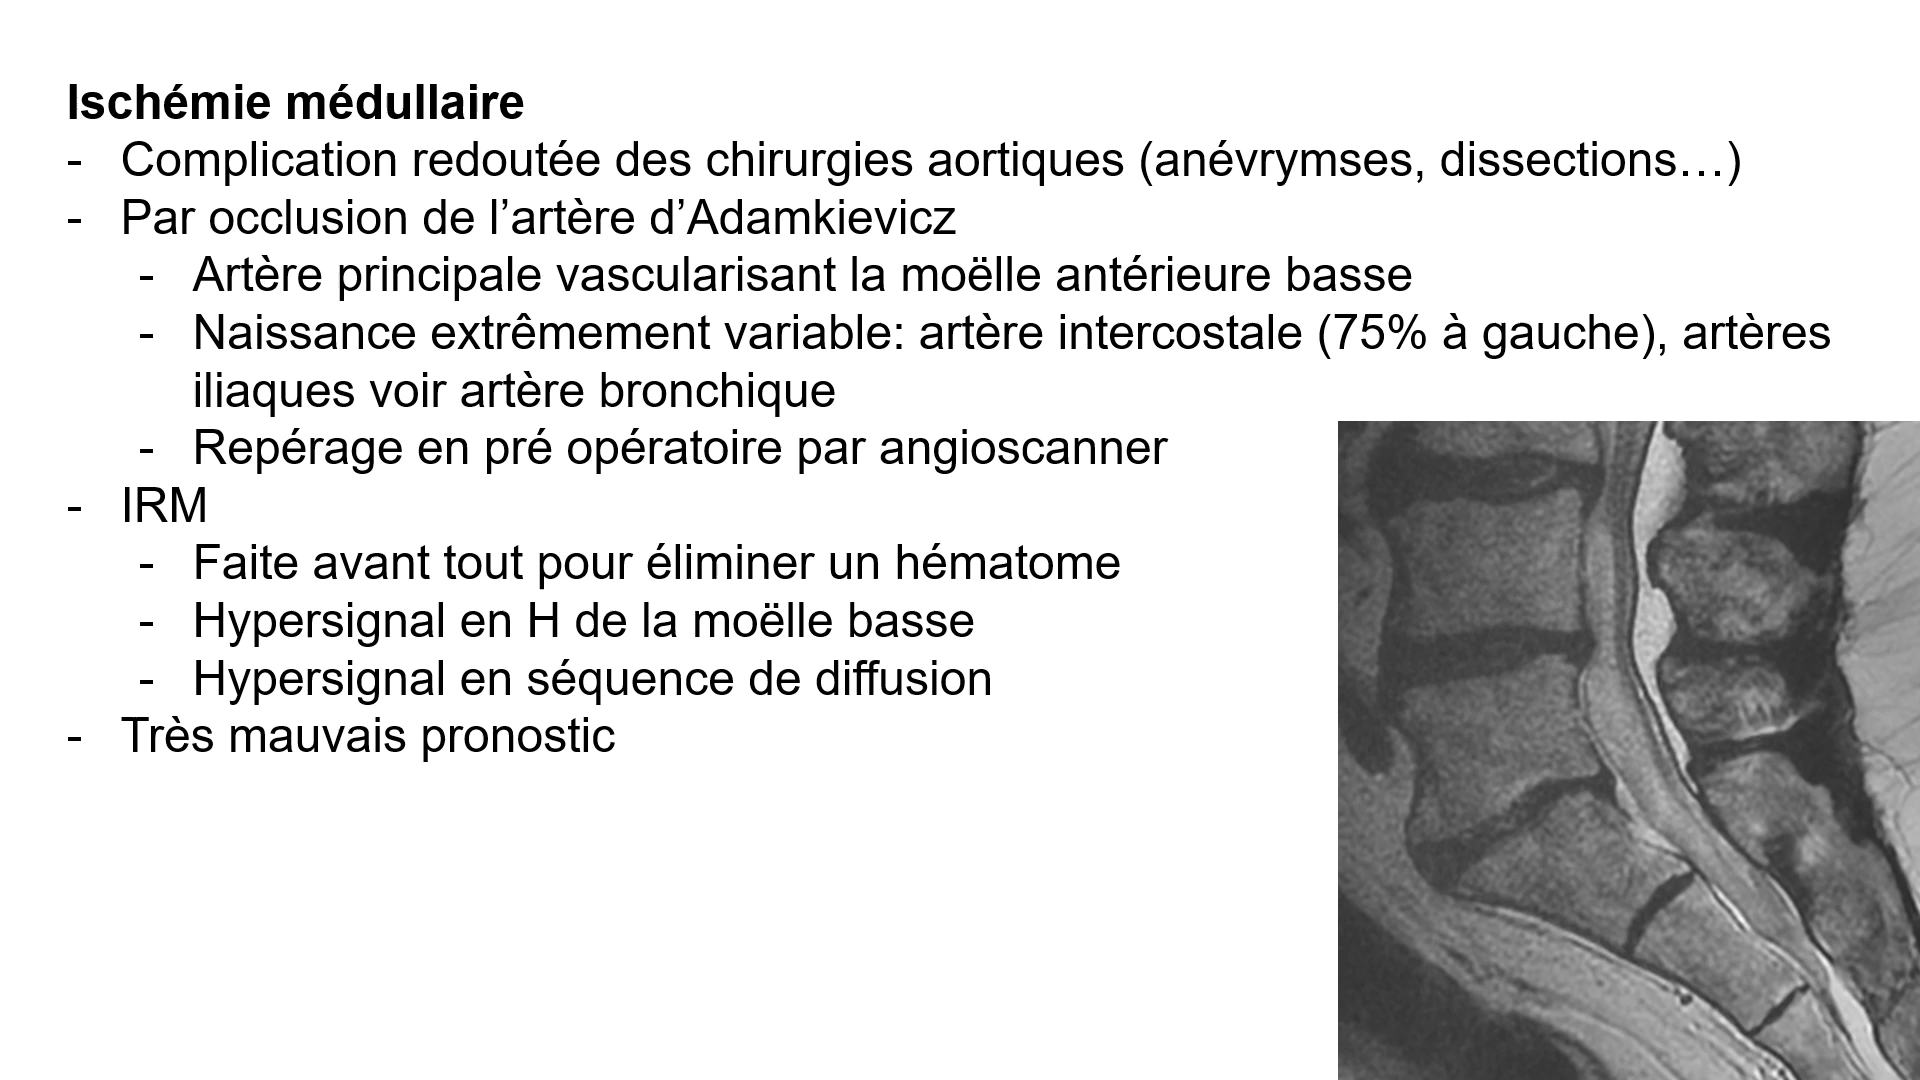 Ischémie médullaire
- Complication redoutée des chirurgies aortiques (anévrymses, dissections…)
- Par occlusion de l’artère d’Adamkievicz
- Artère principale vascularisant la moëlle antérieure basse
- Naissance extrêmement variable: artère intercostale (75% à gauche), artères
iliaques voir artère bronchique
- Repérage en pré opératoire par angioscanner
- IRM
- Faite avant tout pour éliminer un hématome
- Hypersignal en H de la moëlle basse
- Hypersignal en séquence de diffusion
- Très mauvais pronostic